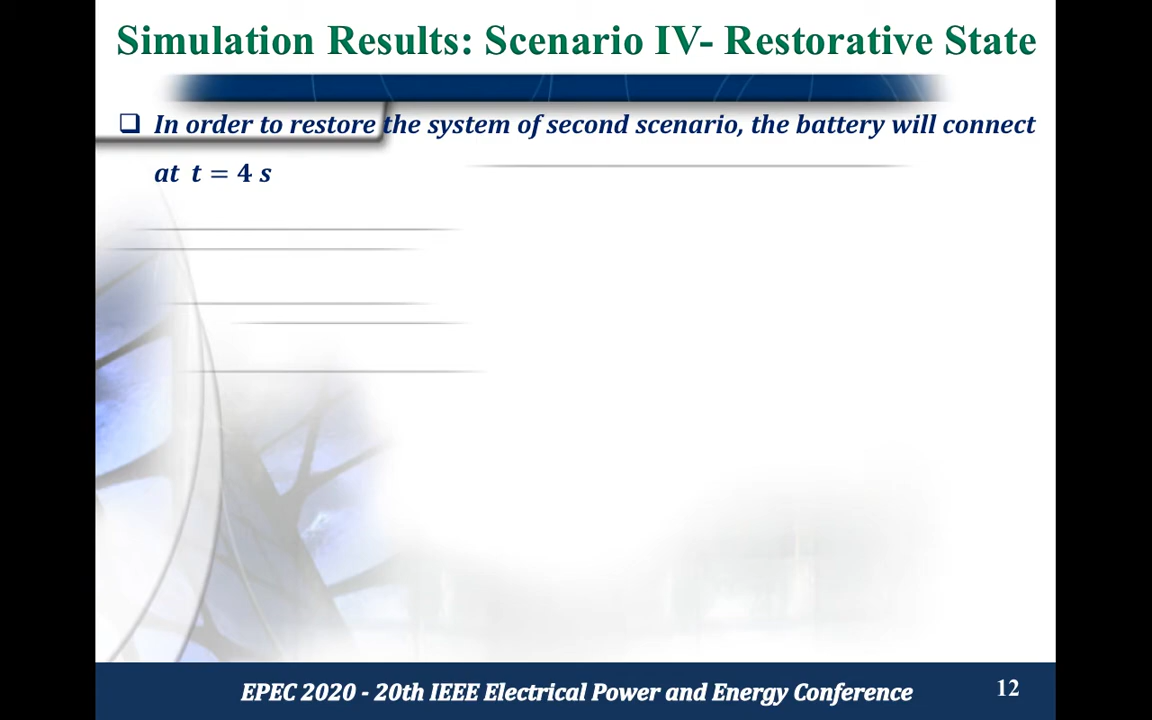 Simulation Results: Scenario IV- Restorative State
❑ In order to restore the system of second scenario, the battery will connect
at t = 4 s
EPEC 2020 - 20th IEEE Electrical Power and Energy Conference
12